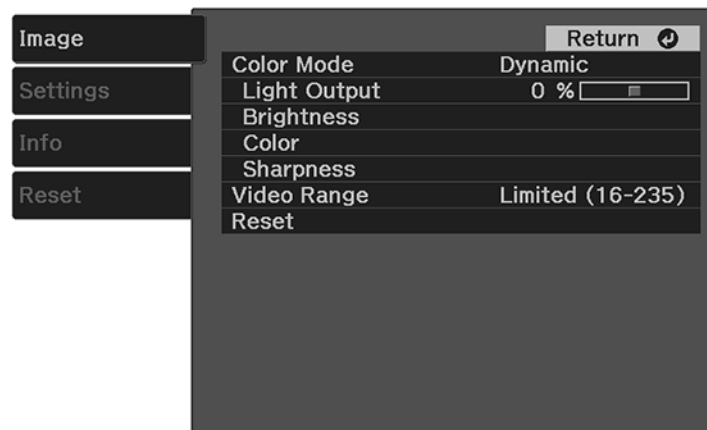 Image
Settings
Info
Reset
Return
Color Mode Dynamic
Light Output 0 %
Brightness
Color
Sharpness
Video Range Limited (16-235)
Reset